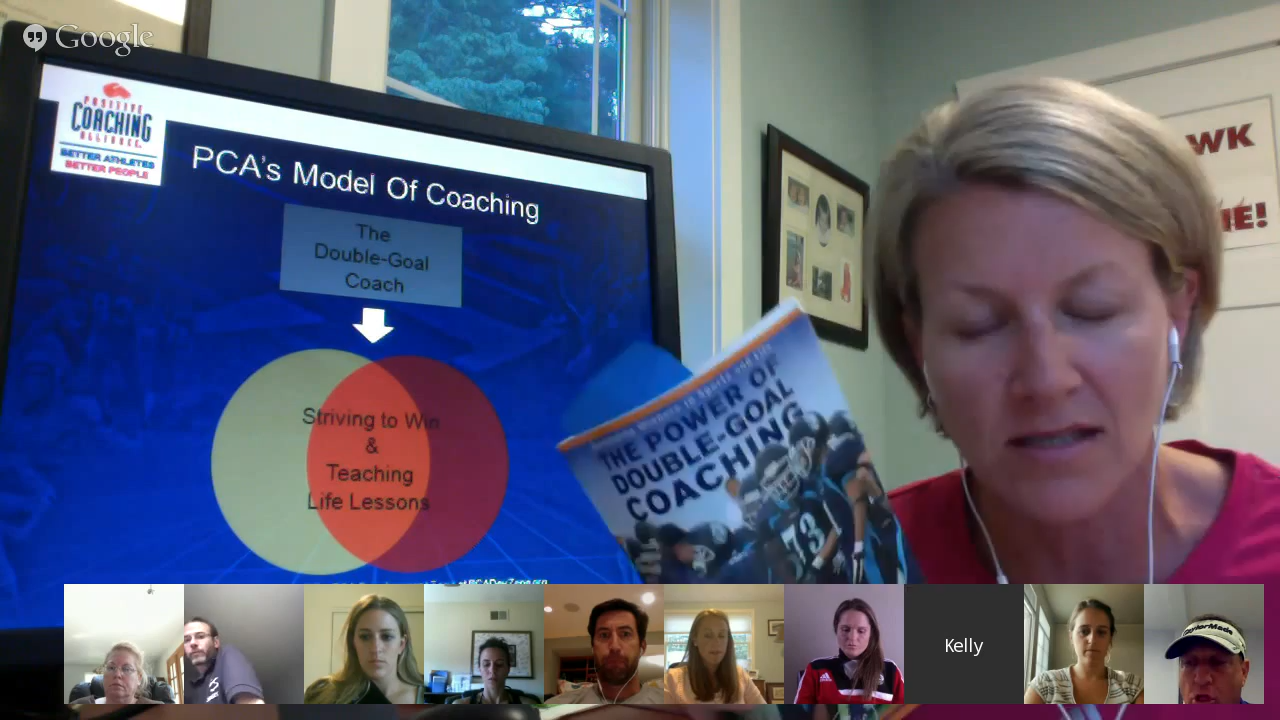 Google
POSITIVE
COACHING
ALLIANCE
BETTER ATHLETES
BETTER PEOPLE
PCA's Model Of Coaching
The
Double-Goal
Coach
Striving to Win
&
Teaching
Life Lessons
THE POWER OF
DOUBLE-GOAL
COACHING
73
WK
E!
Kelly
TaylorMade